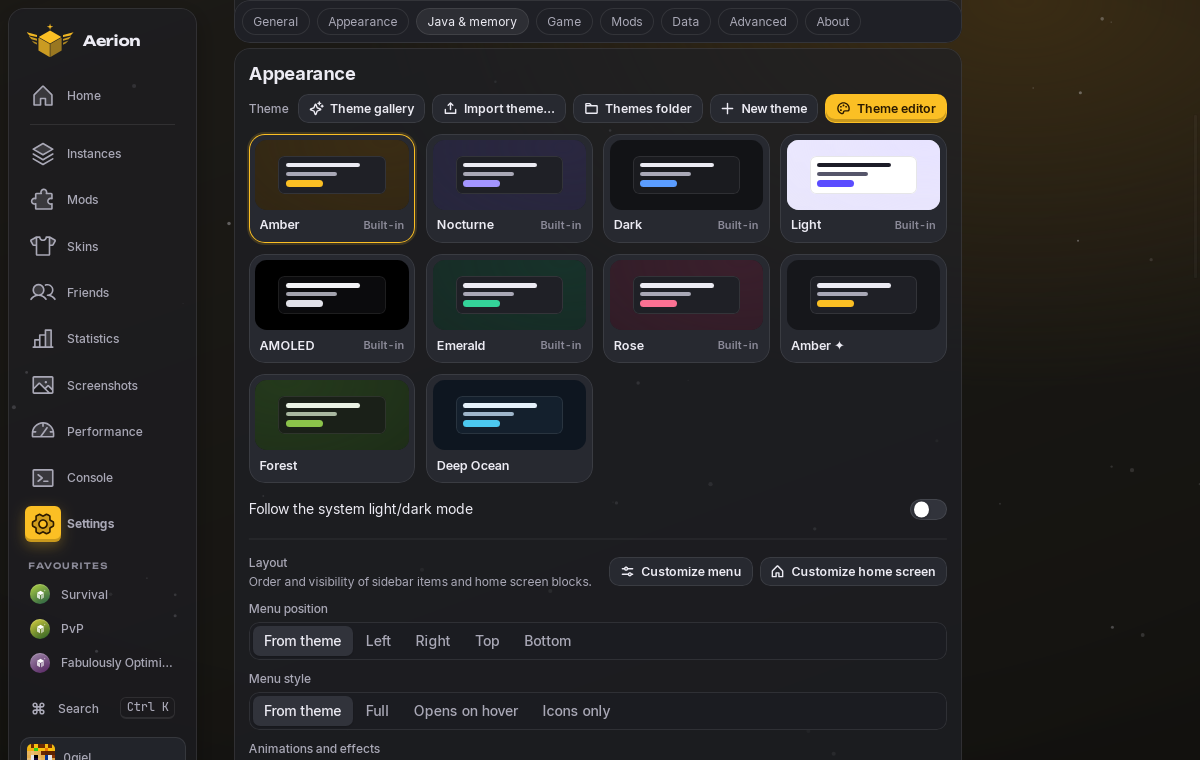 Aerion
Home
Instances
Mods
Skins
Friends
Statistics
Screenshots
Performance
Console
Settings
FAVOURITES
Survival
PvP
Fabulously Optimi...
Search Ctrl K
0giel
General Appearance Java & memory Game Mods Data Advanced About
Appearance
Theme Theme gallery Import theme... Themes folder New theme Theme editor
Amber Built-in Nocturne Built-in Dark Built-in Light Built-in
AMOLED Built-in Emerald Built-in Rose Built-in Amber ✦
Forest Deep Ocean
Follow the system light/dark mode
Layout
Order and visibility of sidebar items and home screen blocks.
Customize menu Customize home screen
Menu position
From theme Left Right Top Bottom
Menu style
From theme Full Opens on hover Icons only
Animations and effects